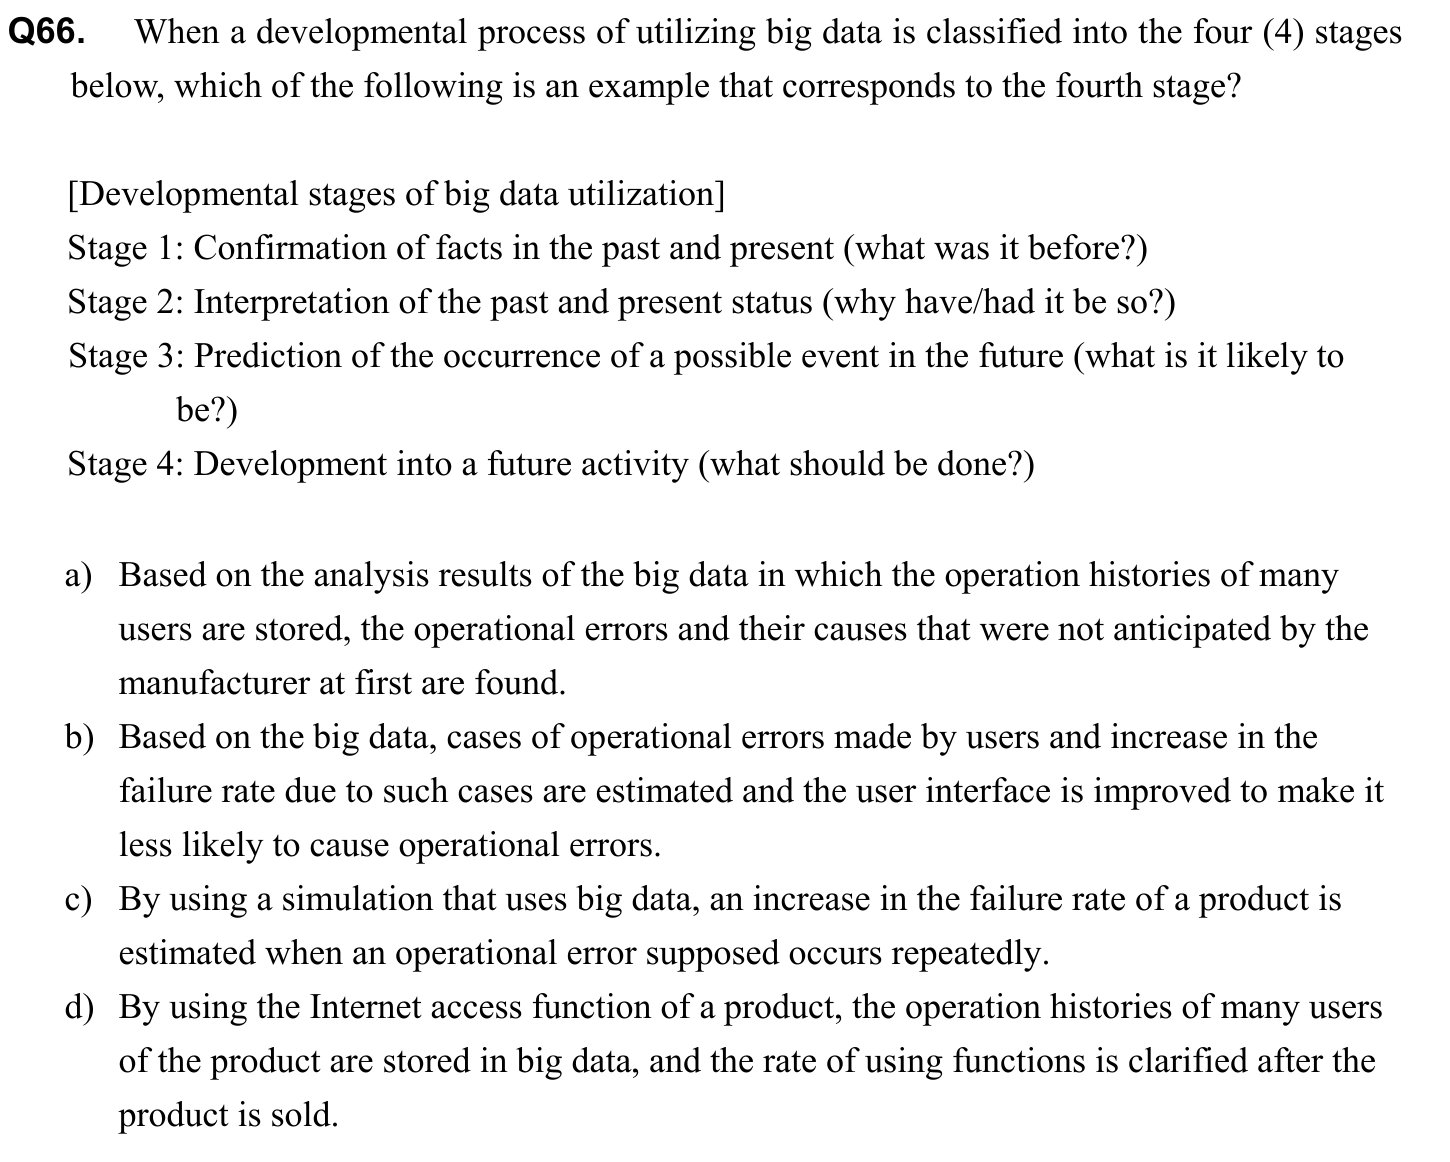 Q66. When a developmental process of utilizing big data is classified into the four (4) stages
below, which of the following is an example that corresponds to the fourth stage?
[Developmental stages of big data utilization]
Stage 1: Confirmation of facts in the past and present (what was it before?)
Stage 2: Interpretation of the past and present status (why have/had it be so?)
Stage 3: Prediction of the occurrence of a possible event in the future (what is it likely to
be?)
Stage 4: Development into a future activity (what should be done?)
a) Based on the analysis results of the big data in which the operation histories of many
users are stored, the operational errors and their causes that were not anticipated by the
manufacturer at first are found.
b) Based on the big data, cases of operational errors made by users and increase in the
failure rate due to such cases are estimated and the user interface is improved to make it
less likely to cause operational errors.
c) By using a simulation that uses big data, an increase in the failure rate of a product is
estimated when an operational error supposed occurs repeatedly.
d) By using the Internet access function of a product, the operation histories of many users
of the product are stored in big data, and the rate of using functions is clarified after the
product is sold.